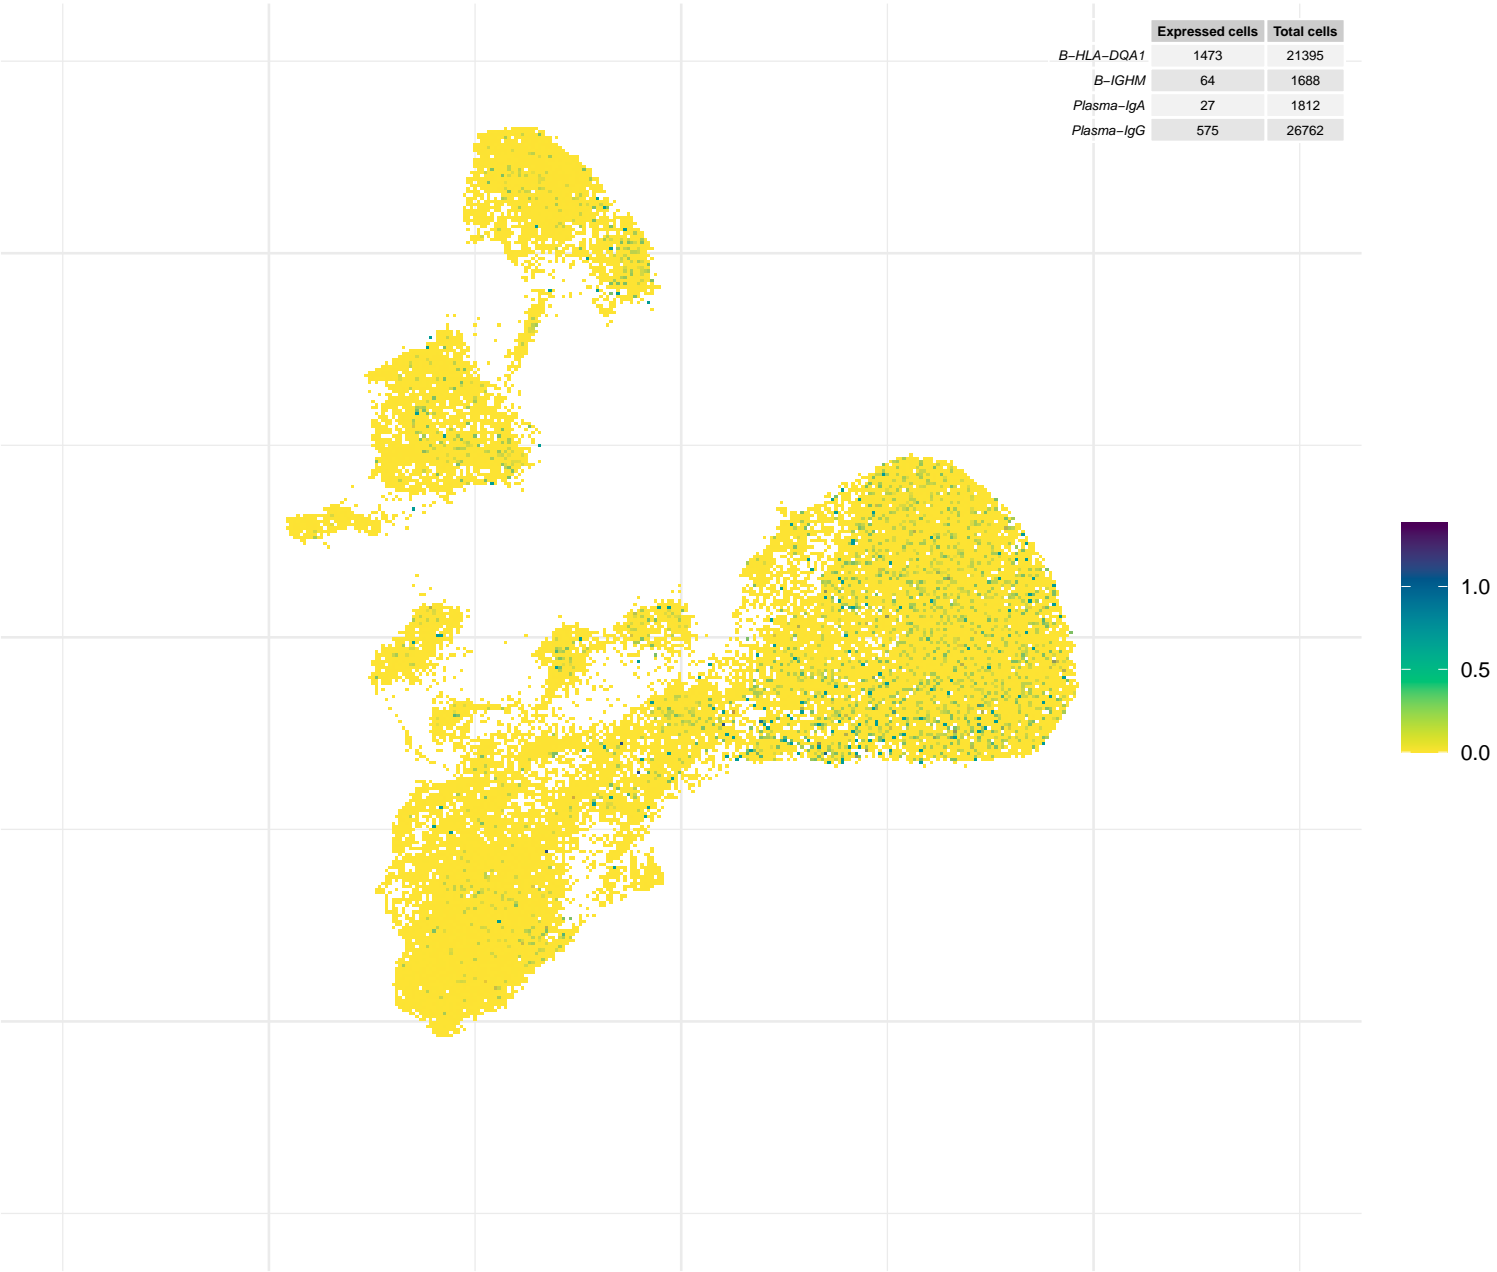 Expressed cells Total cells
B−HLA−DQA1 1473 21395
B−IGHM 64 1688
Plasma−IgA 27 1812
Plasma−IgG 575 26762
1.0
0.5
0.0